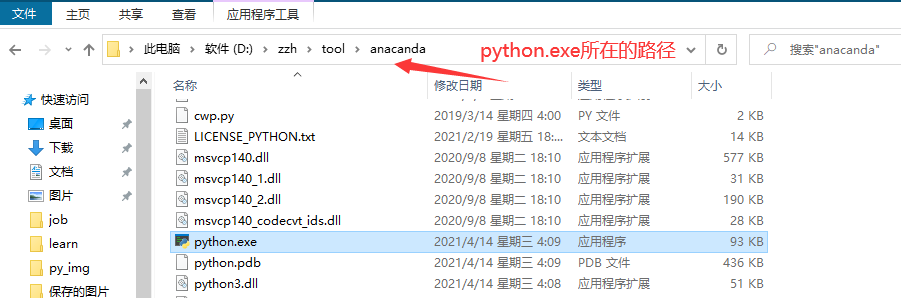 文件 主页 共享 查看 应用程序工具
此电脑 软件 (D:) zzh tool anacanda 搜索"anacanda"
python.exe所在的路径
名称 修改日期 类型 大小
快速访问
桌面
下载
文档
图片
job
learn
py_img
保存的图片
cwp.py 2019/3/14 星期四 4:00 PY 文件 2 KB
LICENSE_PYTHON.txt 2021/2/19 星期五 18:... 文本文档 14 KB
msvcp140.dll 2020/9/8 星期二 18:10 应用程序扩展 577 KB
msvcp140_1.dll 2020/9/8 星期二 18:10 应用程序扩展 31 KB
msvcp140_2.dll 2020/9/8 星期二 18:10 应用程序扩展 190 KB
msvcp140_codecvt_ids.dll 2020/9/8 星期二 18:10 应用程序扩展 28 KB
python.exe 2021/4/14 星期三 4:09 应用程序 93 KB
python.pdb 2021/4/14 星期三 4:09 PDB 文件 436 KB
python3.dll 2021/4/14 星期三 4:08 应用程序扩展 51 KB